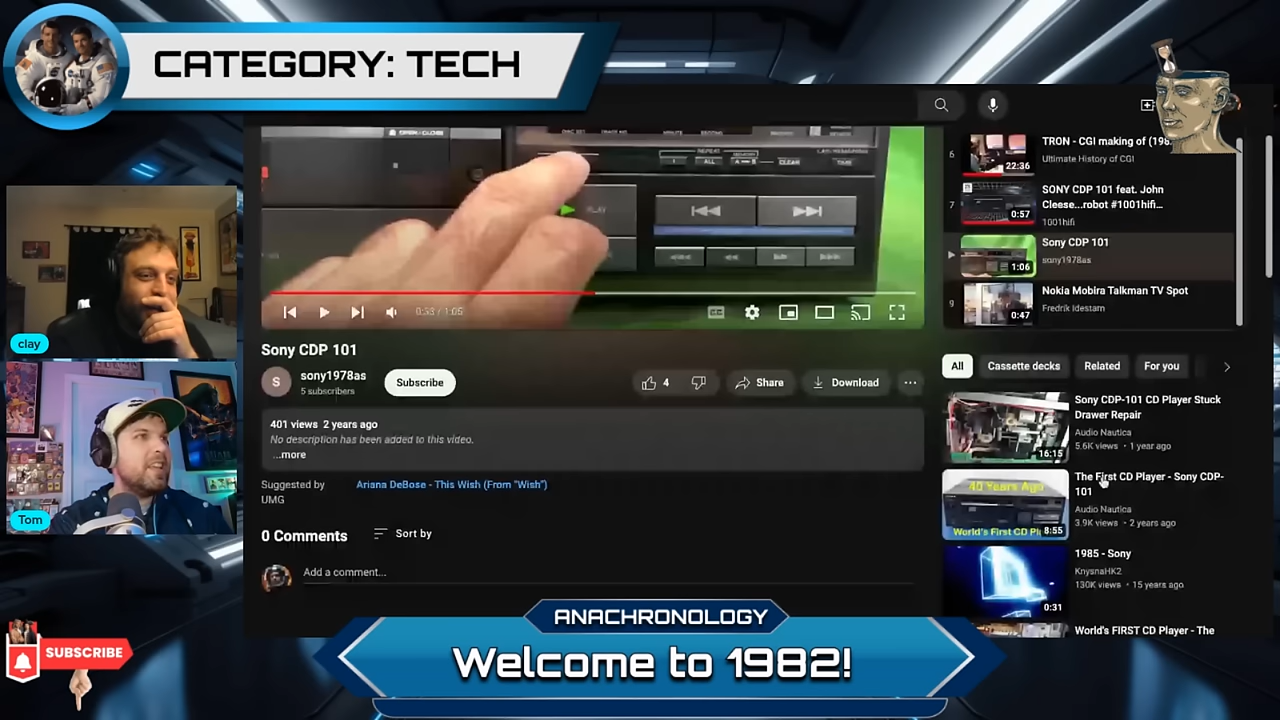 CATEGORY: TECH
OPEN/CLOSE
REPEAT
1
ALL
CLEAR
TIME
PLAY
0:53 / 1:05
Sony CDP 101
S
sony1978as
5 subscribers
Subscribe
4
Share
Download
401 views 2 years ago
No description has been added to this video.
...more
Suggested by
UMG
Ariana DeBose - This Wish (From "Wish")
0 Comments
Sort by
Add a comment...
6
22:36
TRON - CGI making of (198
Ultimate History of CGI
7
0:57
SONY CDP 101 feat. John
Cleese...robot #1001hifi...
1001hifi
1:06
Sony CDP 101
sony1978as
9
0:47
Nokia Mobira Talkman TV Spot
Fredrik Idestam
All
Cassette decks
Related
For you
16:15
Sony CDP-101 CD Player Stuck
Drawer Repair
Audio Nautica
5.6K views • 1 year ago
40 Years Ago
World's First CD Pl
8:55
The First CD Player - Sony CDP-
101
Audio Nautica
3.9K views • 2 years ago
0:31
1985 - Sony
KnysnaHK2
130K views • 15 years ago
World's FIRST CD Player - The
clay
Tom
SUBSCRIBE
ANACHRONOLOGY
Welcome to 1982!